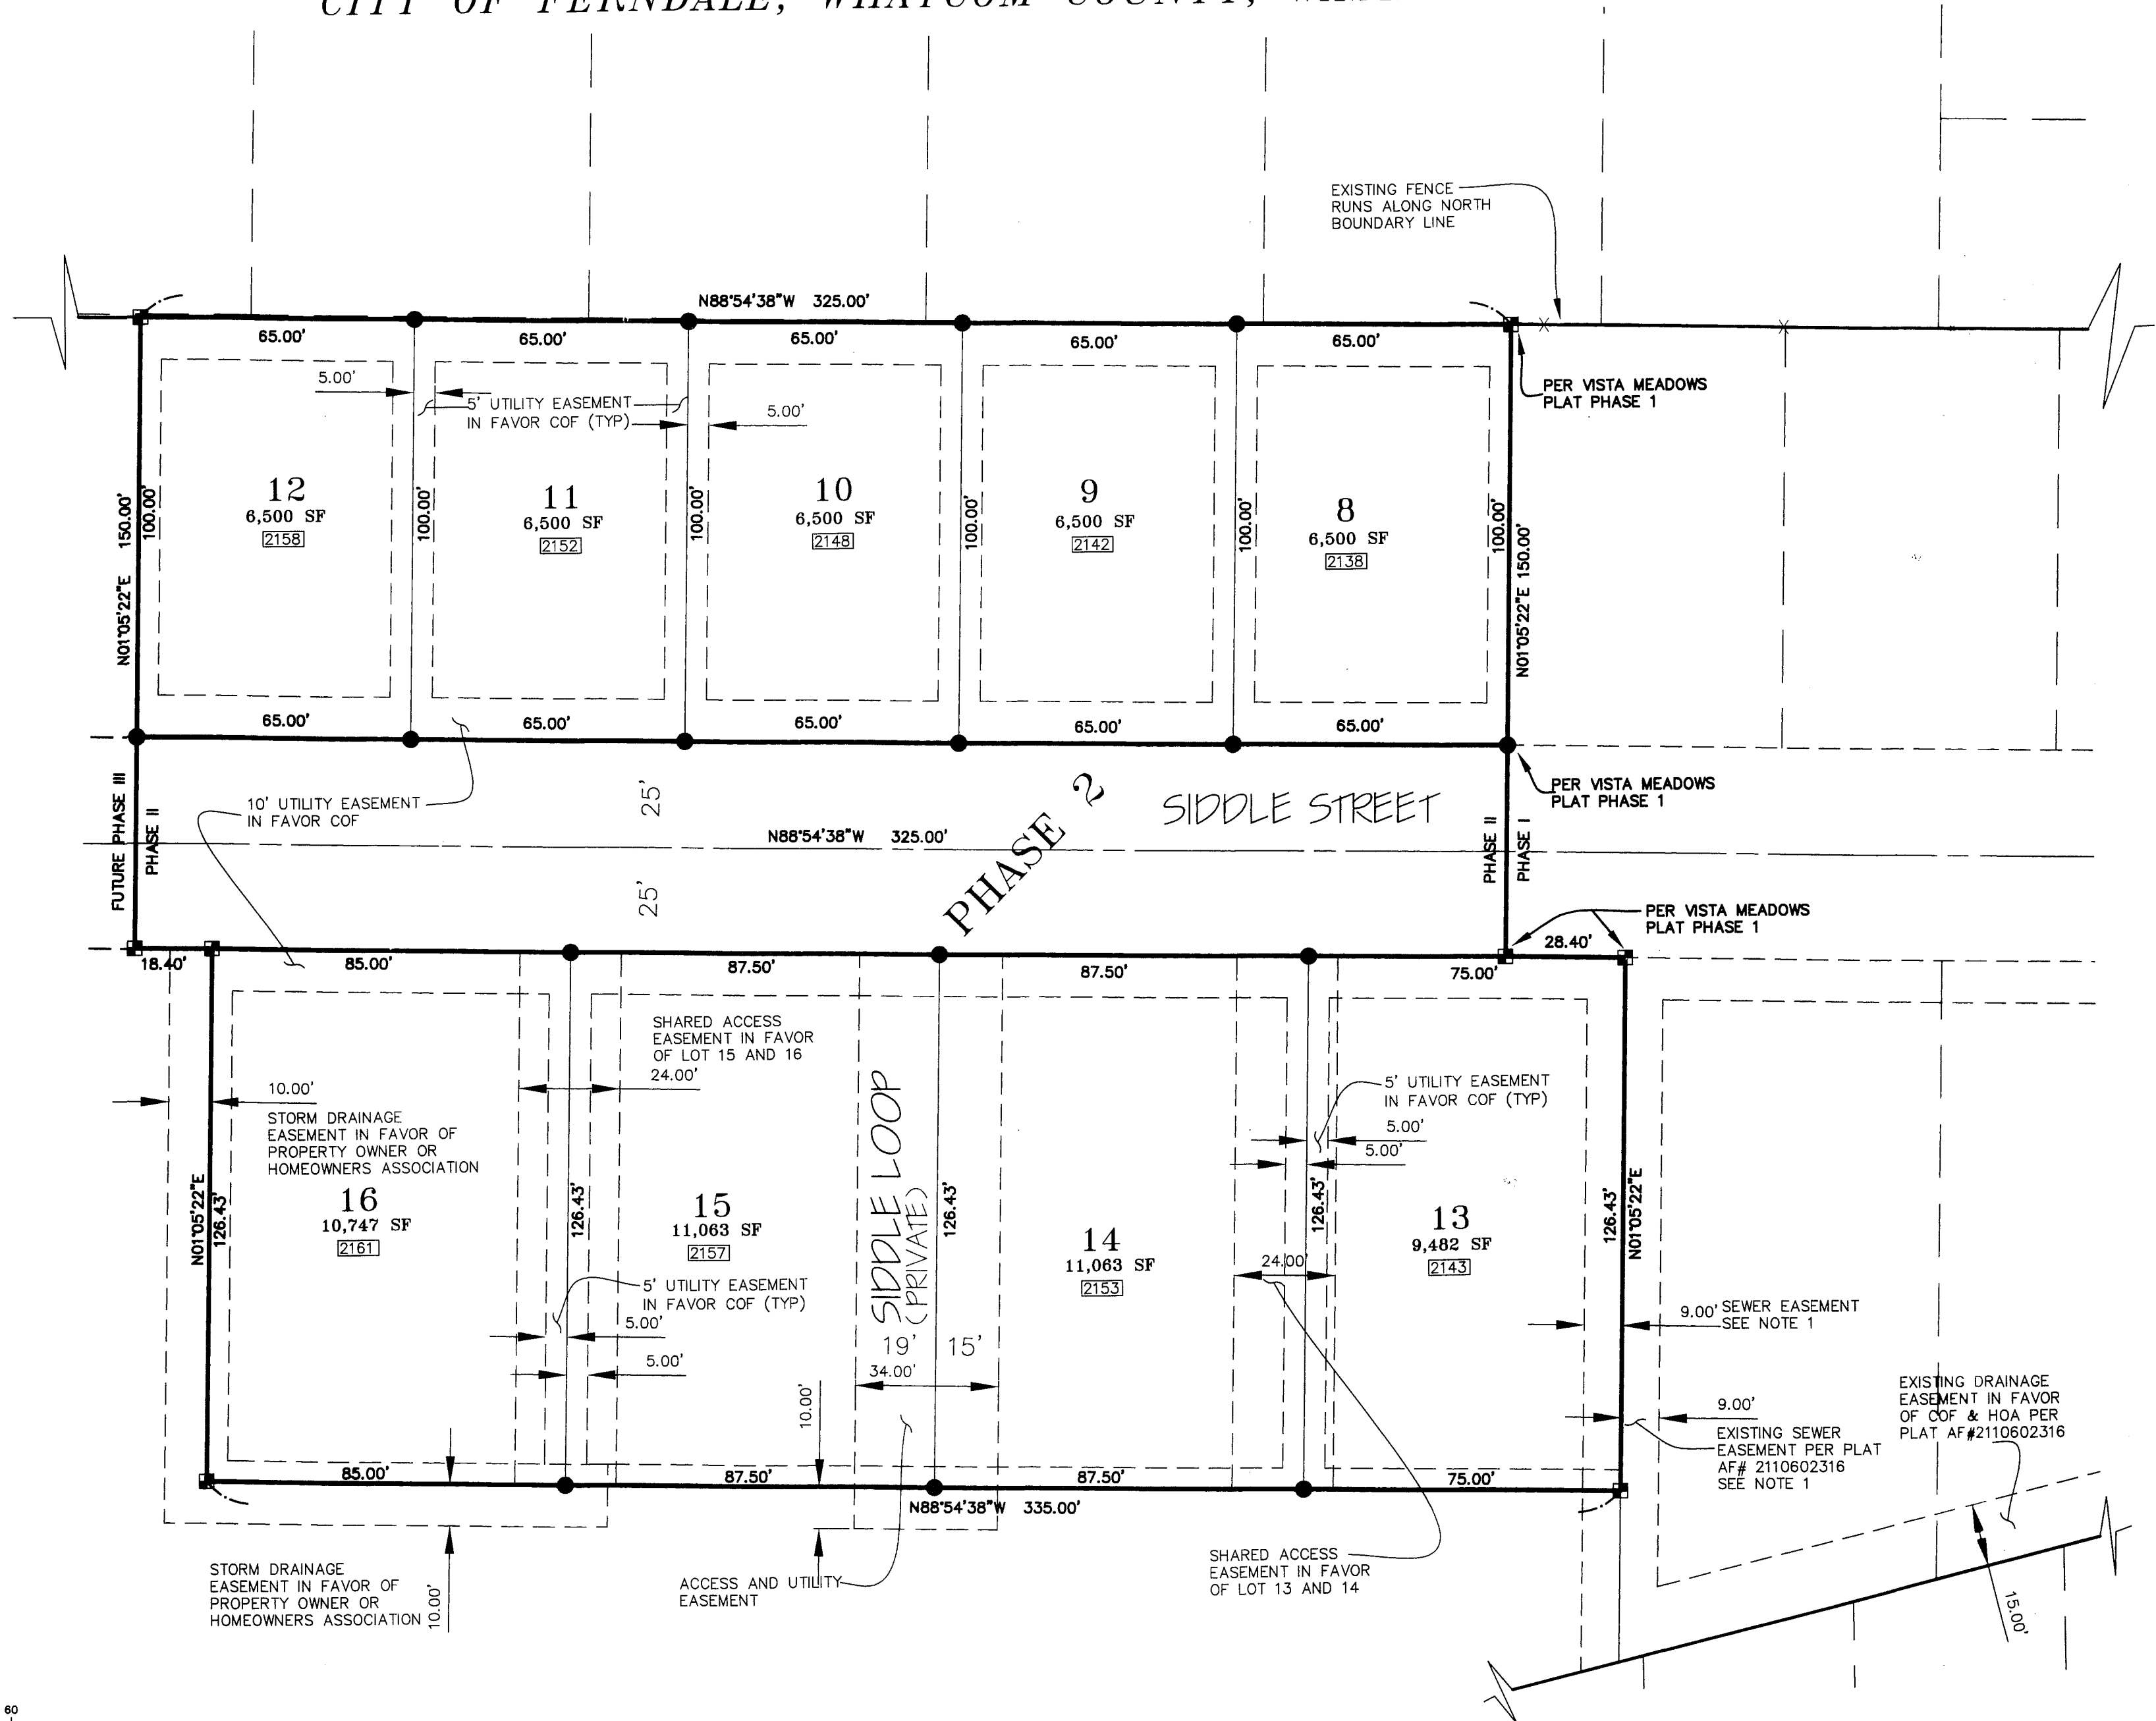 CITY OF FERNDALE, WHATCOM COUNTY,
EXISTING FENCE
RUNS ALONG NORTH
BOUNDARY LINE
N88°54'38"W 325.00'
65.00'
65.00'
65.00'
65.00'
65.00'
5.00'
5' UTILITY EASEMENT
IN FAVOR COF (TYP)
5.00'
PER VISTA MEADOWS
PLAT PHASE 1
N01°05'22"E 150.00'
100.00'
12
6,500 SF
2158
100.00'
11
6,500 SF
2152
100.00'
10
6,500 SF
2148
100.00'
9
6,500 SF
2142
100.00'
8
6,500 SF
2138
100.00'
N01°05'22"E 150.00'
65.00'
65.00'
65.00'
65.00'
65.00'
FUTURE PHASE III
PHASE II
10' UTILITY EASEMENT
IN FAVOR COF
25'
25'
N88°54'38"W 325.00'
PHASE 2
SIDDLE STREET
PHASE II
PHASE I
PER VISTA MEADOWS
PLAT PHASE 1
PER VISTA MEADOWS
PLAT PHASE 1
28.40'
18.40'
85.00'
87.50'
87.50'
75.00'
10.00'
STORM DRAINAGE
EASEMENT IN FAVOR OF
PROPERTY OWNER OR
HOMEOWNERS ASSOCIATION
SHARED ACCESS
EASEMENT IN FAVOR
OF LOT 15 AND 16
24.00'
5' UTILITY EASEMENT
IN FAVOR COF (TYP)
5.00'
5.00'
N01°05'22"E
126.43'
16
10,747 SF
2161
126.43'
15
11,063 SF
2157
SIDDLE LOOP
(PRIVATE)
126.43'
14
11,063 SF
2153
24.00'
126.43'
13
9,482 SF
2143
126.43'
N01°05'22"E
5' UTILITY EASEMENT
IN FAVOR COF (TYP)
5.00'
5.00'
19'
15'
34.00'
10.00'
9.00' SEWER EASEMENT
SEE NOTE 1
9.00'
EXISTING SEWER
EASEMENT PER PLAT
AF# 2110602316
SEE NOTE 1
EXISTING DRAINAGE
EASEMENT IN FAVOR
OF COF & HOA PER
PLAT AF#2110602316
85.00'
87.50'
87.50'
75.00'
N88°54'38"W 335.00'
STORM DRAINAGE
EASEMENT IN FAVOR OF
PROPERTY OWNER OR
HOMEOWNERS ASSOCIATION
10.00'
ACCESS AND UTILITY
EASEMENT
SHARED ACCESS
EASEMENT IN FAVOR
OF LOT 13 AND 14
15.00'
60